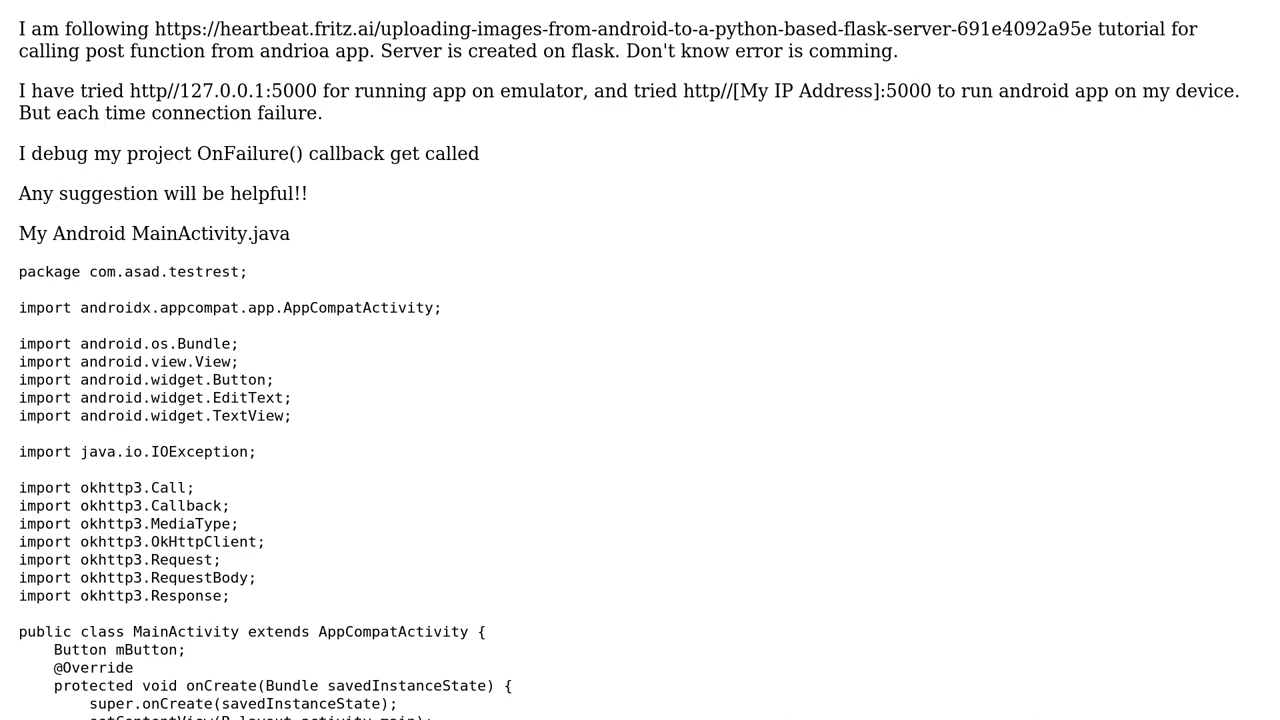 I am following https://heartbeat.fritz.ai/uploading-images-from-android-to-a-python-based-flask-server-691e4092a95e tutorial for
calling post function from andrioa app. Server is created on flask. Don't know error is comming.
I have tried http//127.0.0.1:5000 for running app on emulator, and tried http//[My IP Address]:5000 to run android app on my device.
But each time connection failure.
I debug my project OnFailure() callback get called
Any suggestion will be helpful!!
My Android MainActivity.java
package com.asad.testrest;
import androidx.appcompat.app.AppCompatActivity;
import android.os.Bundle;
import android.view.View;
import android.widget.Button;
import android.widget.EditText;
import android.widget.TextView;
import java.io.IOException;
import okhttp3.Call;
import okhttp3.Callback;
import okhttp3.MediaType;
import okhttp3.OkHttpClient;
import okhttp3.Request;
import okhttp3.RequestBody;
import okhttp3.Response;
public class MainActivity extends AppCompatActivity {
    Button mButton;
    @Override
    protected void onCreate(Bundle savedInstanceState) {
        super.onCreate(savedInstanceState);
        setContentView(R.layout.activity_main);